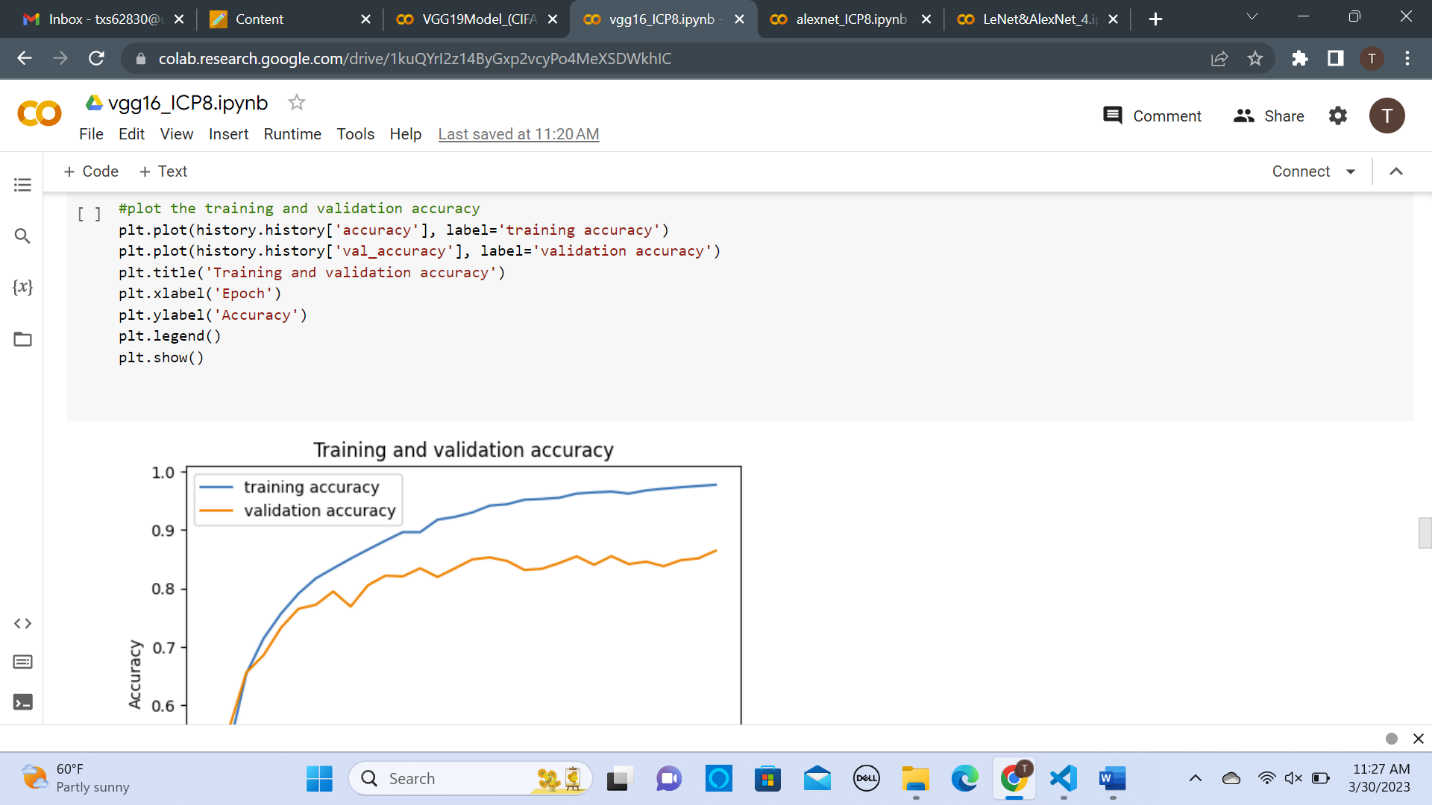 Inbox - txs62830@
Content
VGG19Model_(CIFA
vgg16_ICP8.ipynb -
alexnet_ICP8.ipynb
LeNet&AlexNet_4.i
colab.research.google.com/drive/1kuQYrI2z14ByGxp2vcyPo4MeXSDWkhIC
T
vgg16_ICP8.ipynb
Comment
Share
T
File Edit View Insert Runtime Tools Help Last saved at 11:20 AM
+ Code + Text
Connect
{x}
[ ]
#plot the training and validation accuracy
plt.plot(history.history['accuracy'], label='training accuracy')
plt.plot(history.history['val_accuracy'], label='validation accuracy')
plt.title('Training and validation accuracy')
plt.xlabel('Epoch')
plt.ylabel('Accuracy')
plt.legend()
plt.show()
Training and validation accuracy
training accuracy
validation accuracy
1.0
0.9
0.8
0.7
0.6
Accuracy
60°F
Partly sunny
Search
DELL
T
W
11:27 AM
3/30/2023